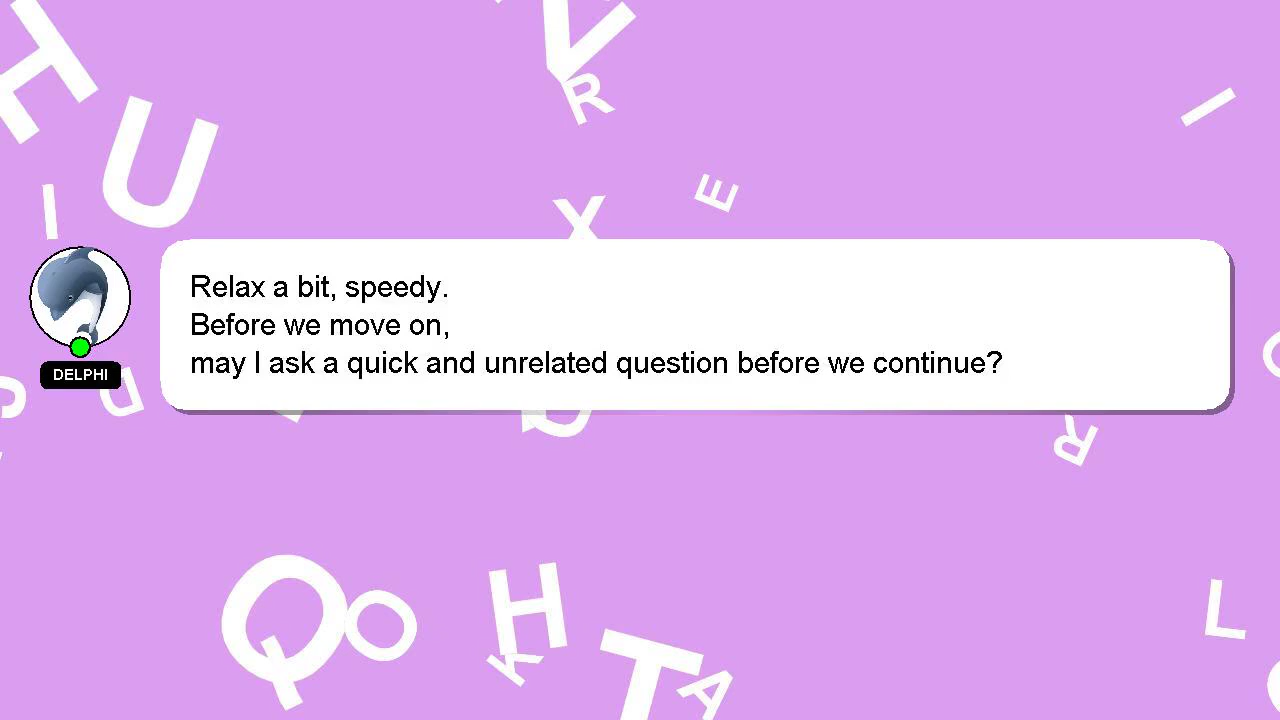 H
U
V
R
I
I
E
X
Relax a bit, speedy.
Before we move on,
may I ask a quick and unrelated question before we continue?
DELPHI
D
R
Q
O
H
K
T
A
L